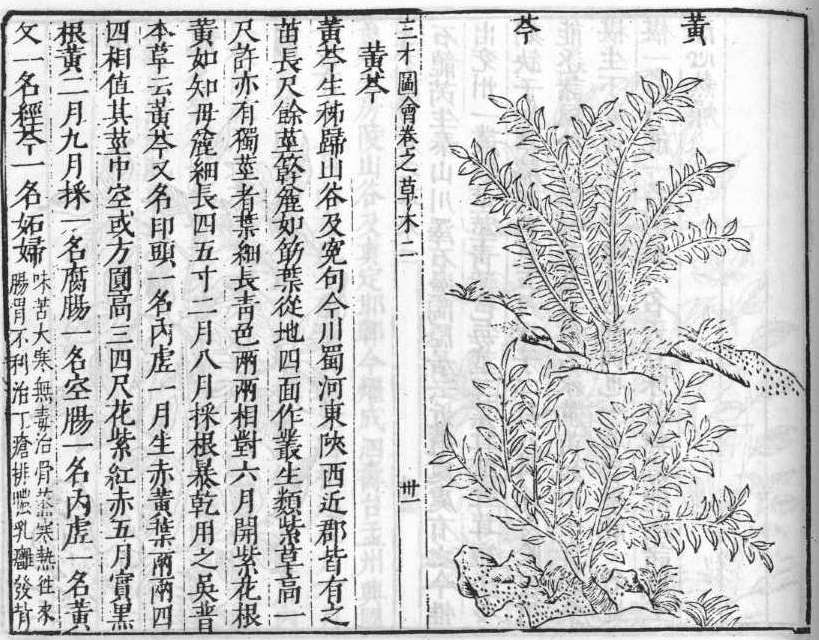 黃芩
三才圖會卷之草木二 卅一
黃芩
黃芩生秭歸山谷及寃句今川蜀河東陝西近郡皆有之
苗長尺餘莖榦麄如筯葉從地四面作叢生類紫草高一
尺許亦有獨莖者葉細長青色兩兩相對六月開紫花根
黃如知母麄細長四五寸二月八月採根暴乾用之吳普
本草云黃芩又名印頭一名內虛一月生赤黃葉兩兩四
四相值其莖中空或方圓高三四尺花紫紅赤五月實黑
根黃二月九月採一名腐腸一名空腸一名內虛一名黃
文一名經芩一名妬婦
味苦大寒無毒治骨蒸寒熱往來
腸胃不利治丁瘡排膿乳癰發背